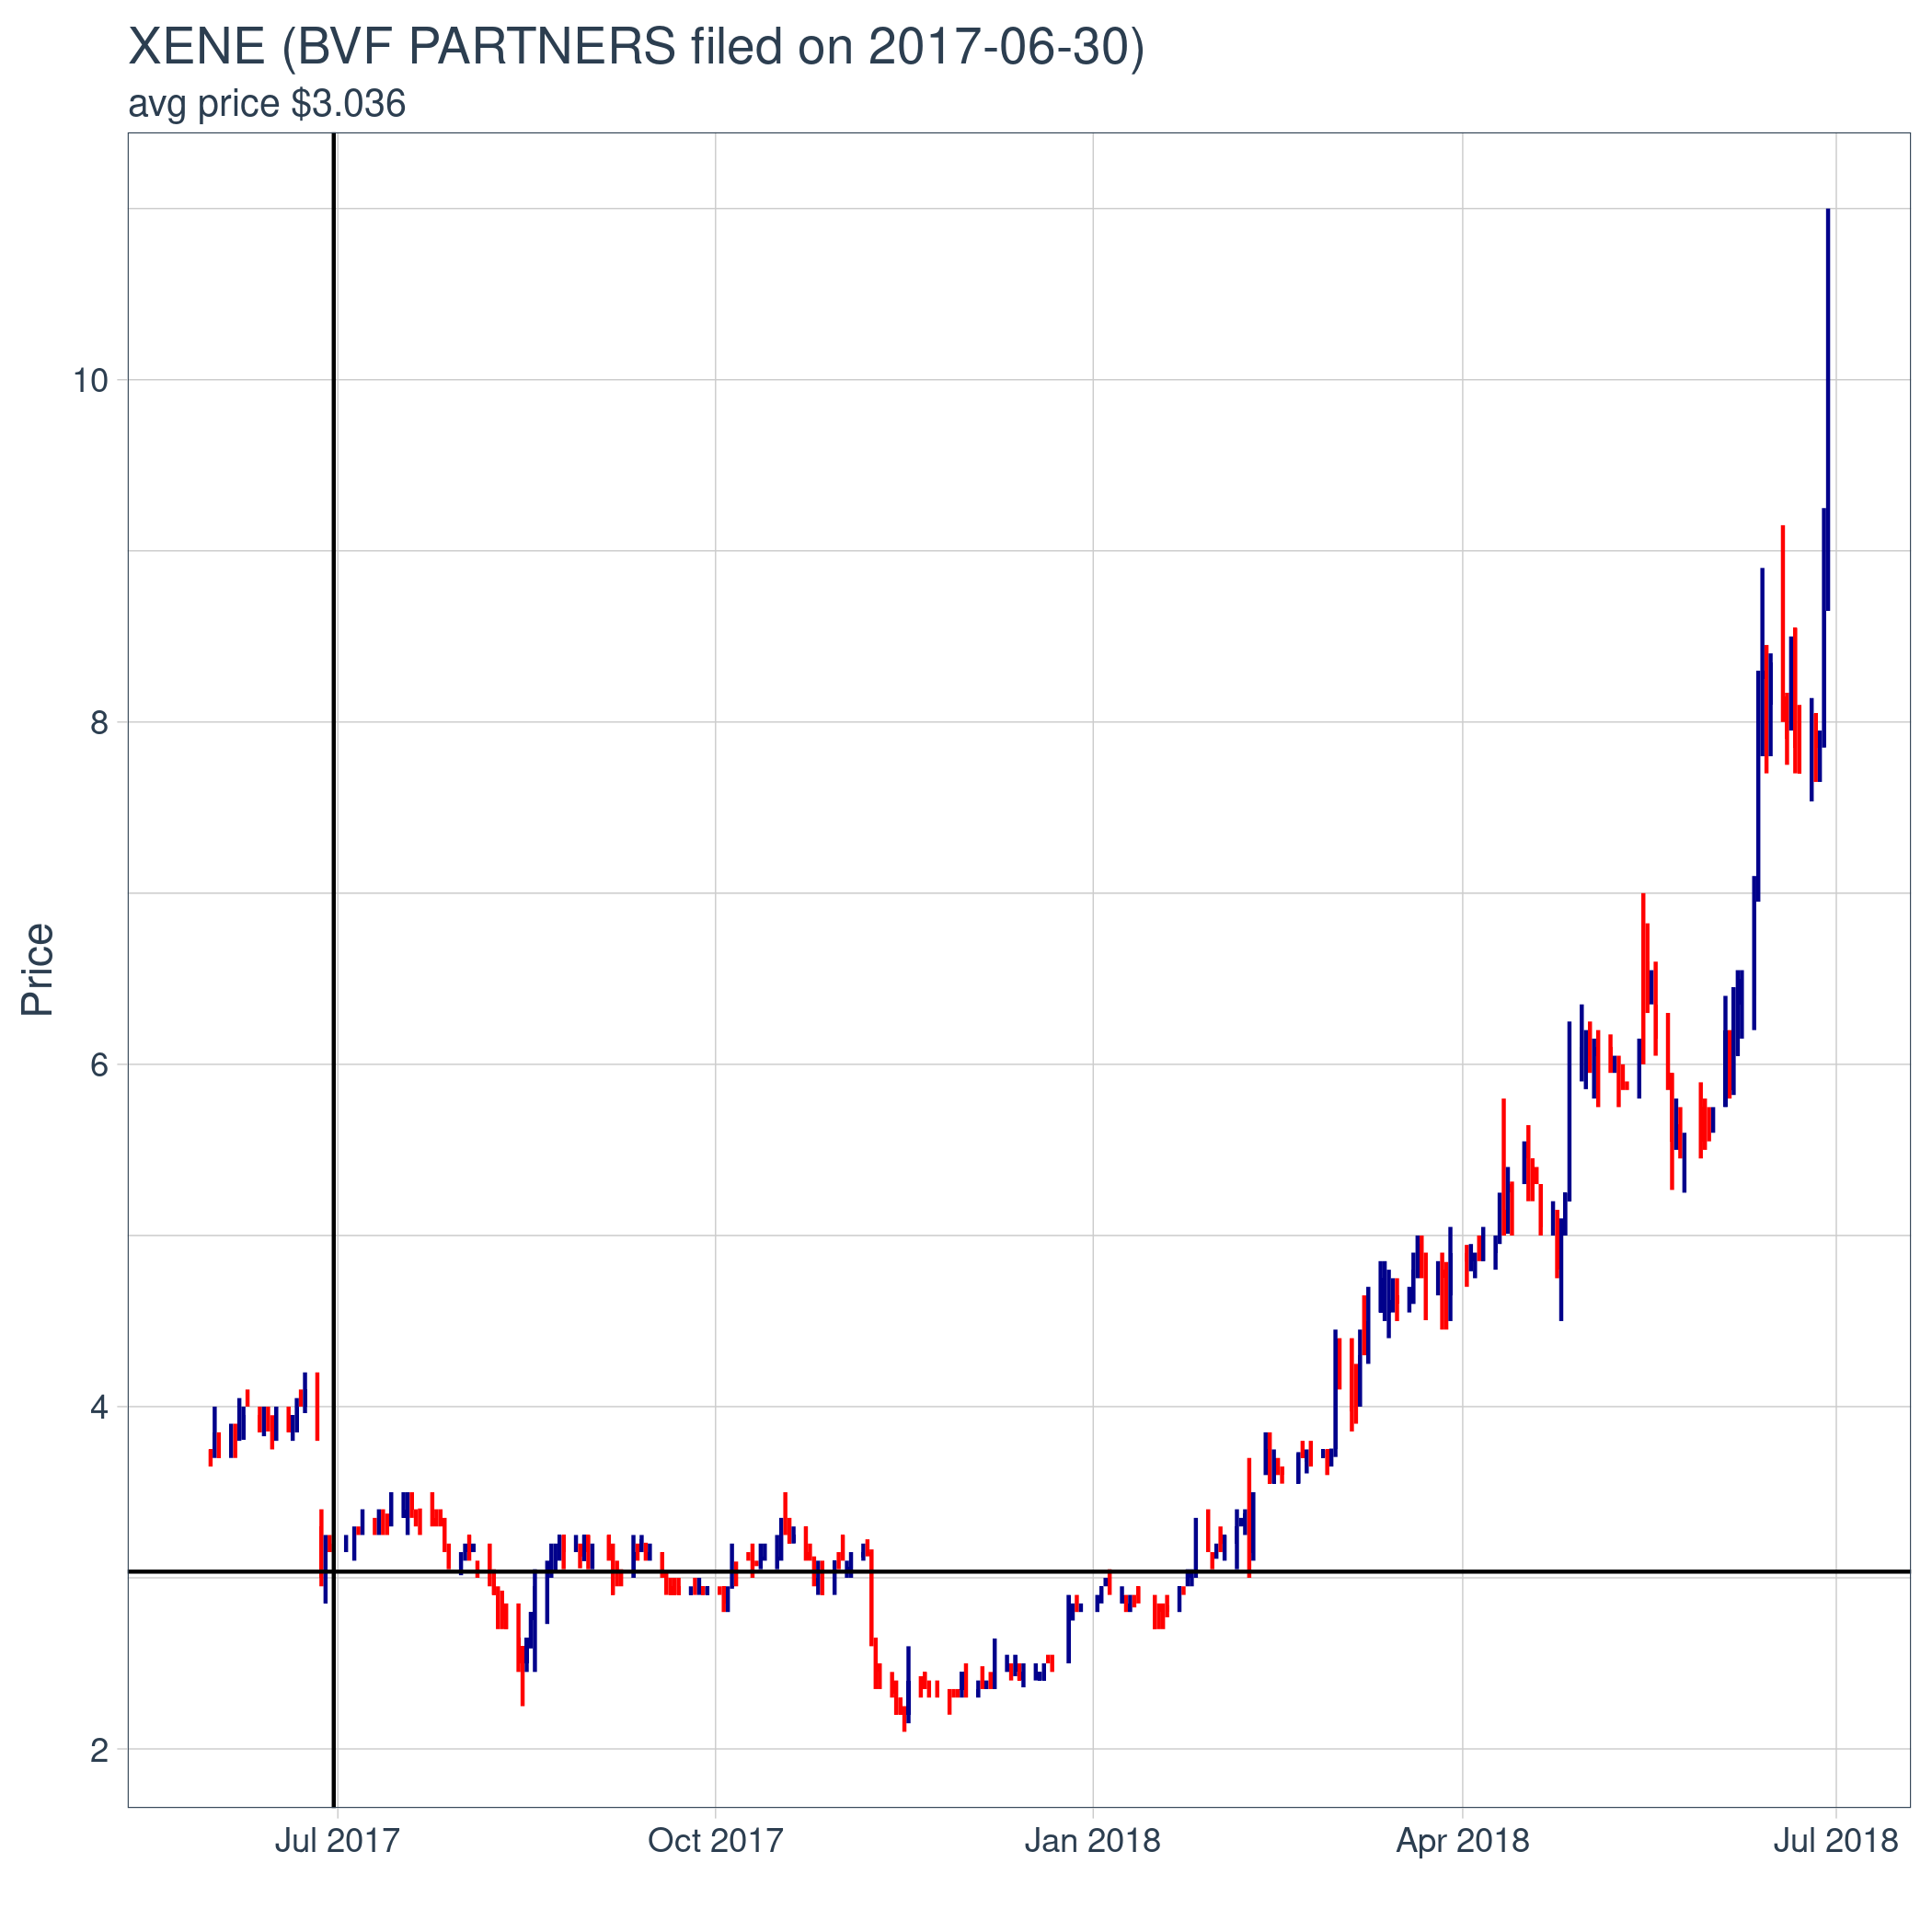 XENE (BVF PARTNERS filed on 2017-06-30)
avg price $3.036
Price
10
8
6
4
2
Jul 2017
Oct 2017
Jan 2018
Apr 2018
Jul 2018